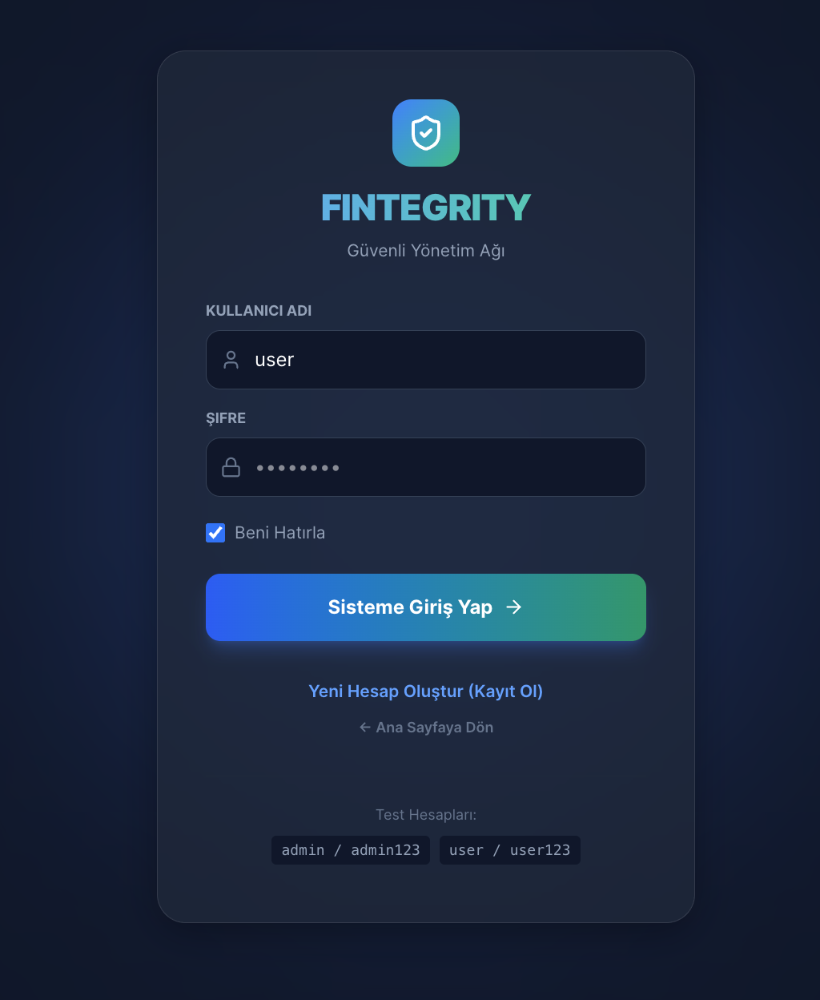 FINTEGRITY
Güvenli Yönetim Ağı
KULLANICI ADI
user
ŞIFRE
••••••••
Beni Hatırla
Sisteme Giriş Yap →
Yeni Hesap Oluştur (Kayıt Ol)
← Ana Sayfaya Dön
Test Hesapları:
admin / admin123 user / user123